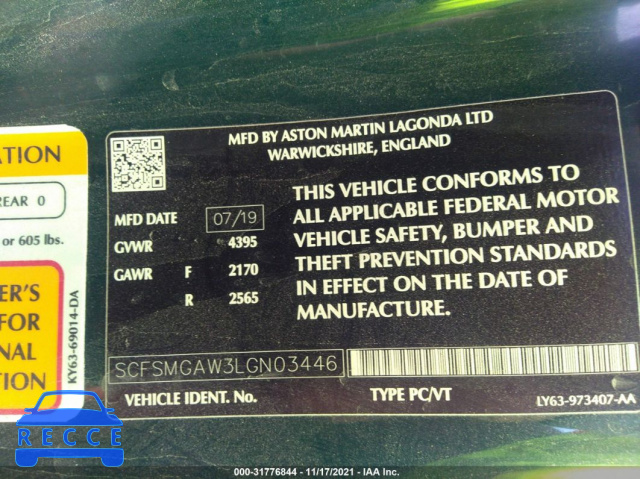 MFD BY ASTON MARTIN LAGONDA LTD
WARWICKSHIRE, ENGLAND
MFD DATE 07/19
GVWR 4395
GAWR F 2170
R 2565
THIS VEHICLE CONFORMS TO
ALL APPLICABLE FEDERAL MOTOR
VEHICLE SAFETY, BUMPER AND
THEFT PREVENTION STANDARDS
IN EFFECT ON THE DATE OF
MANUFACTURE.
SCFSMGAW3LGN03446
VEHICLE IDENT. No.
TYPE PC/VT
LY63-973407-AA
ATION
REAR 0
or 605 lbs.
ER'S
FOR
NAL
TION
KY63-69014-DA
RECCE
000-31776844 - 11/17/2021 - IAA Inc.